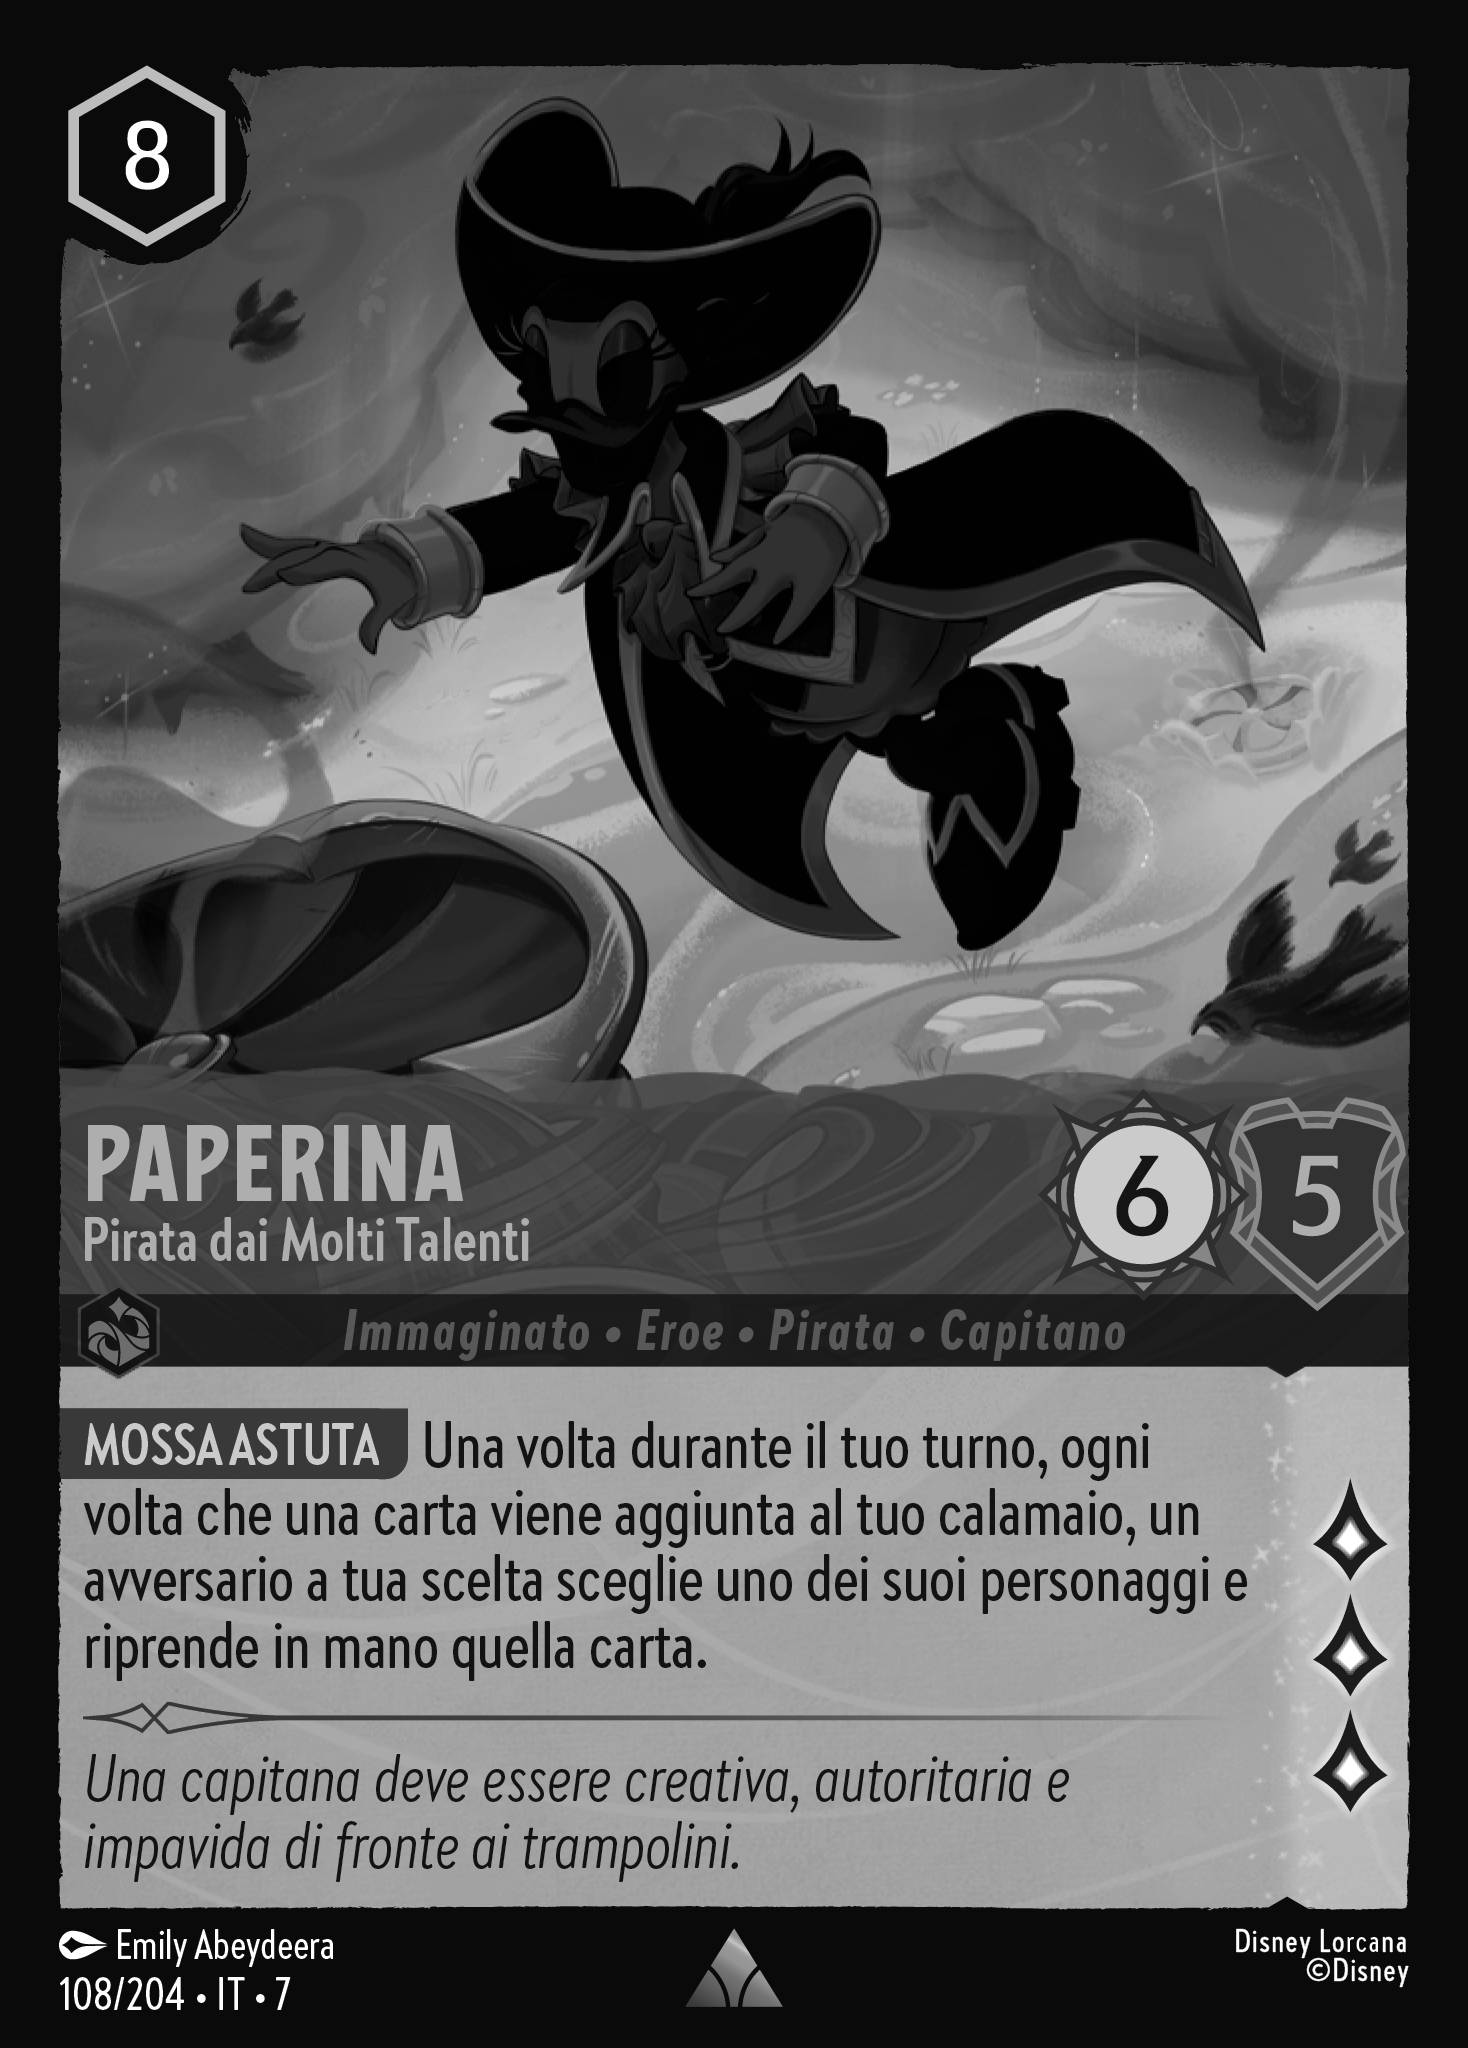 8
PAPERINA
Pirata dai Molti Talenti
6
5
Immaginato • Eroe • Pirata • Capitano
MOSSA ASTUTA Una volta durante il tuo turno, ogni
volta che una carta viene aggiunta al tuo calamaio, un
avversario a tua scelta sceglie uno dei suoi personaggi e
riprende in mano quella carta.
Una capitana deve essere creativa, autoritaria e
impavida di fronte ai trampolini.
Emily Abeydeera
108/204 • IT • 7
Disney Lorcana
©Disney